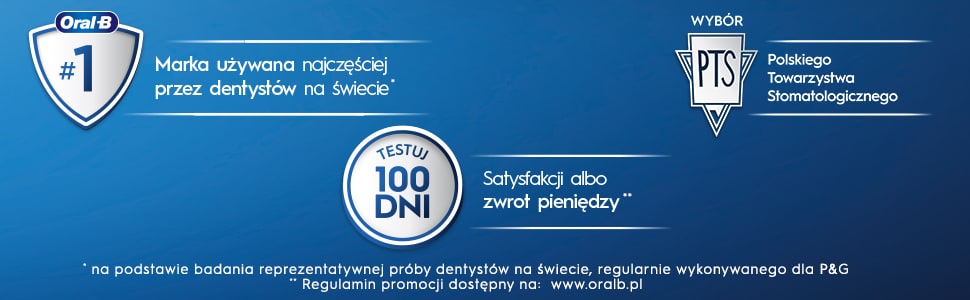 Oral-B
#1
Marka używana najczęściej
przez dentystów na świecie*
WYBÓR
PTS
Polskiego
Towarzystwa
Stomatologicznego
TESTUJ
100
DNI
Satysfakcji albo
zwrot pieniędzy**
* na podstawie badania reprezentatywnej próby dentystów na świecie, regularnie wykonywanego dla P&G
** Regulamin promocji dostępny na: www.oralb.pl